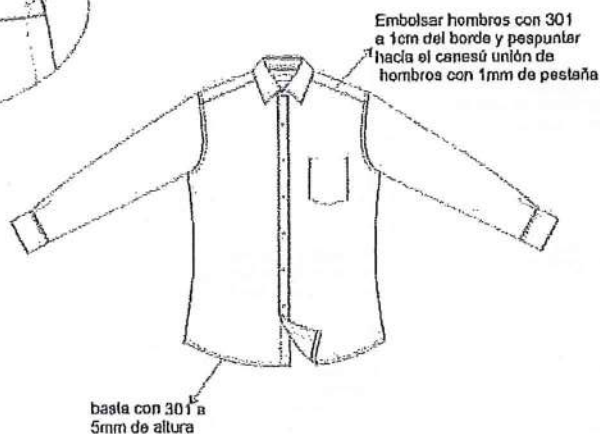 Embolsar hombros con 301
a 1cm del borde y pespuntar
hacia el canesú unión de
hombros con 1mm de pestaña
basta con 301 a
5mm de altura